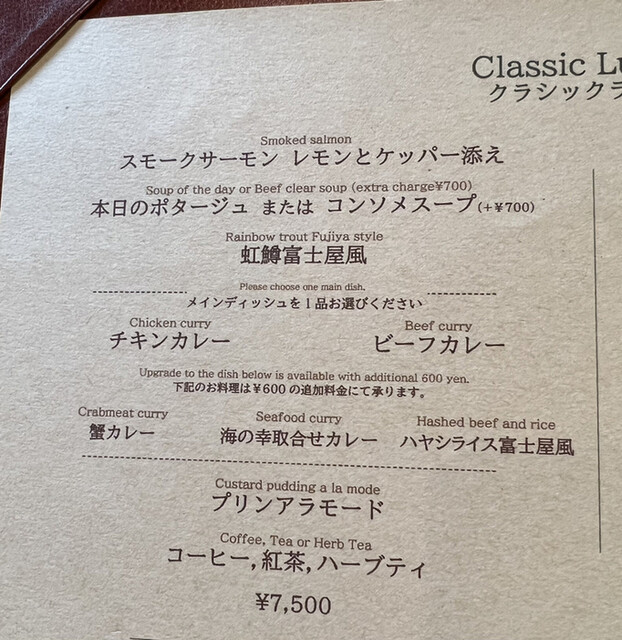 Classic Lu
クラシックラ
Smoked salmon
スモークサーモン レモンとケッパー添え
Soup of the day or Beef clear soup (extra charge¥700)
本日のポタージュ または コンソメスープ(+¥700)
Rainbow trout Fujiya style
虹鱒富士屋風
Please choose one main dish.
メインディッシュを1品お選びください
Chicken curry Beef curry
チキンカレー ビーフカレー
Upgrade to the dish below is available with additional 600 yen.
下記のお料理は¥600の追加料金にて承ります。
Crabmeat curry Seafood curry Hashed beef and rice
蟹カレー 海の幸取合せカレー ハヤシライス富士屋風
Custard pudding a la mode
プリンアラモード
Coffee, Tea or Herb Tea
コーヒー,紅茶,ハーブティ
¥7,500